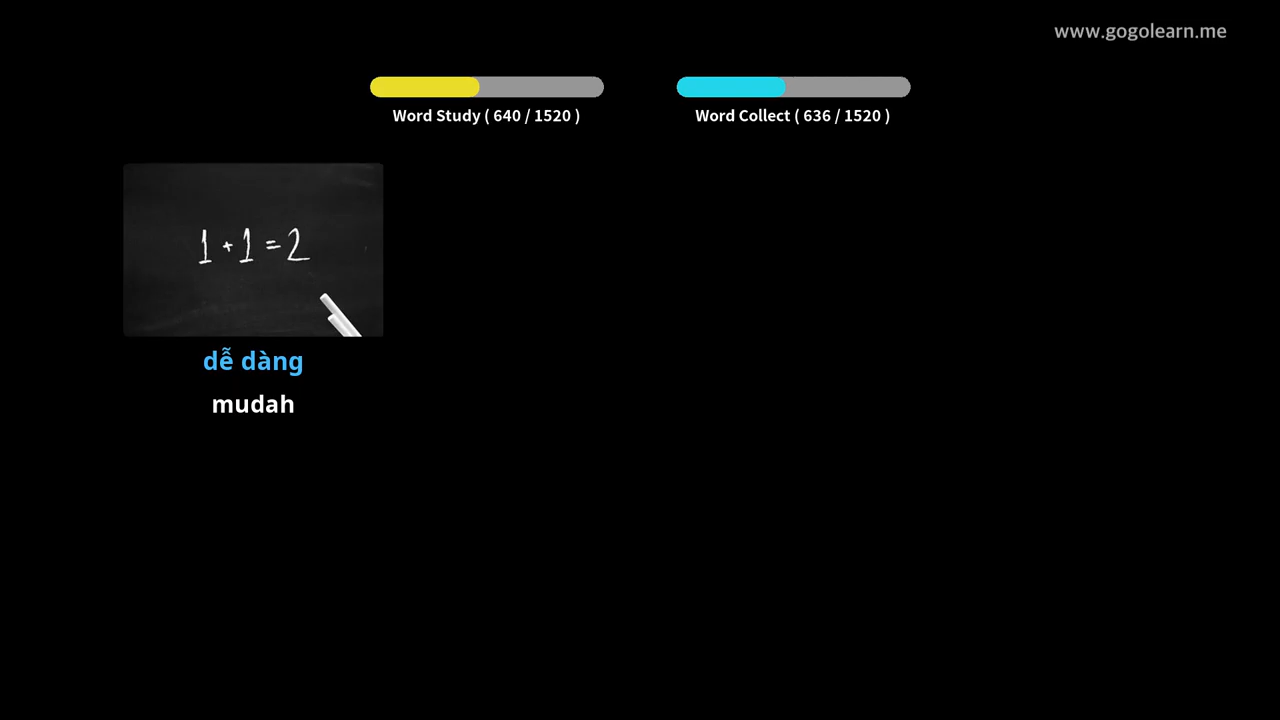 www.gogolearn.me
Word Study ( 640 / 1520 )
Word Collect ( 636 / 1520 )
1 + 1 = 2
dễ dàng
mudah